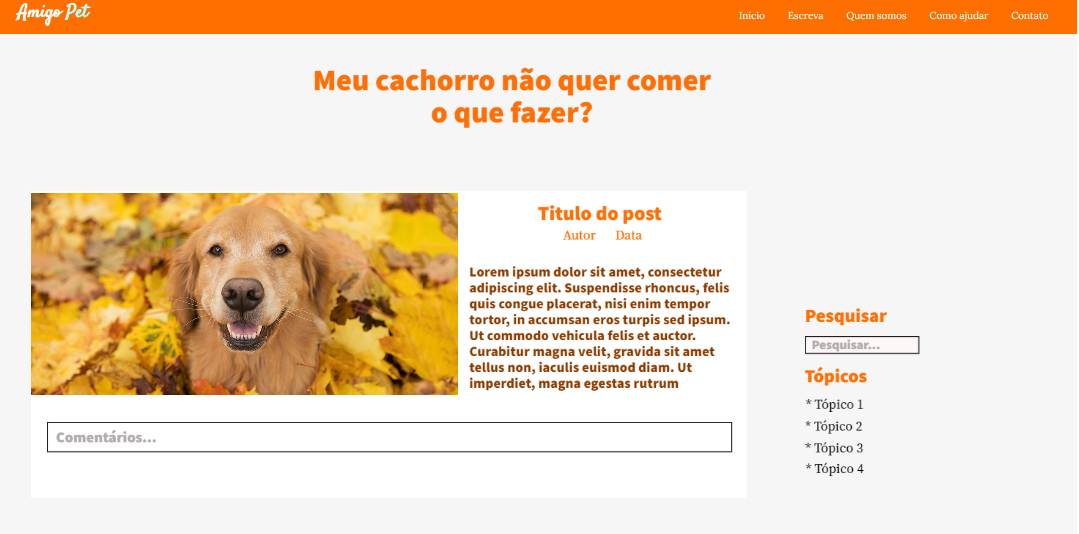 Amigo Pet
Início Escreva Quem somos Como ajudar Contato
Meu cachorro não quer comer
o que fazer?
Titulo do post
Autor Data
Lorem ipsum dolor sit amet, consectetur
adipiscing elit. Suspendisse rhoncus, felis
quis congue placerat, nisi enim tempor
tortor, in accumsan eros turpis sed ipsum.
Ut commodo vehicula felis et auctor.
Curabitur magna velit, gravida sit amet
tellus non, iaculis euismod diam. Ut
imperdiet, magna egestas rutrum
Comentários...
Pesquisar
Pesquisar...
Tópicos
* Tópico 1
* Tópico 2
* Tópico 3
* Tópico 4